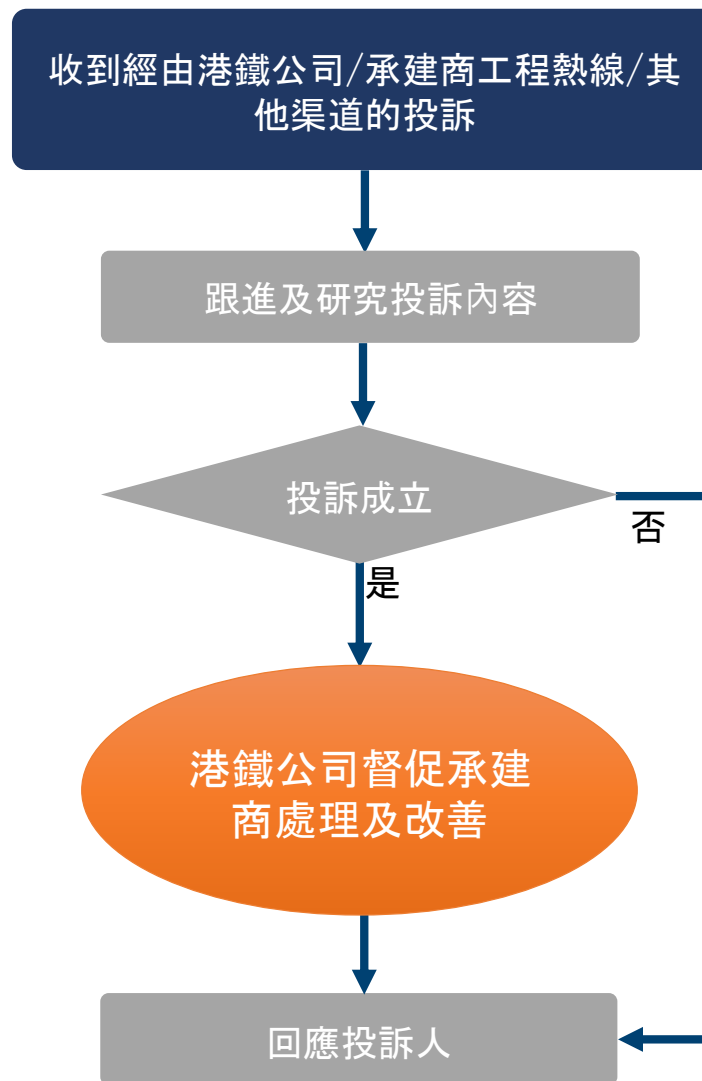 收到經由港鐵公司/承建商工程熱線/其
他渠道的投訴
跟進及研究投訴內容
投訴成立
否
是
港鐵公司督促承建
商處理及改善
回應投訴人